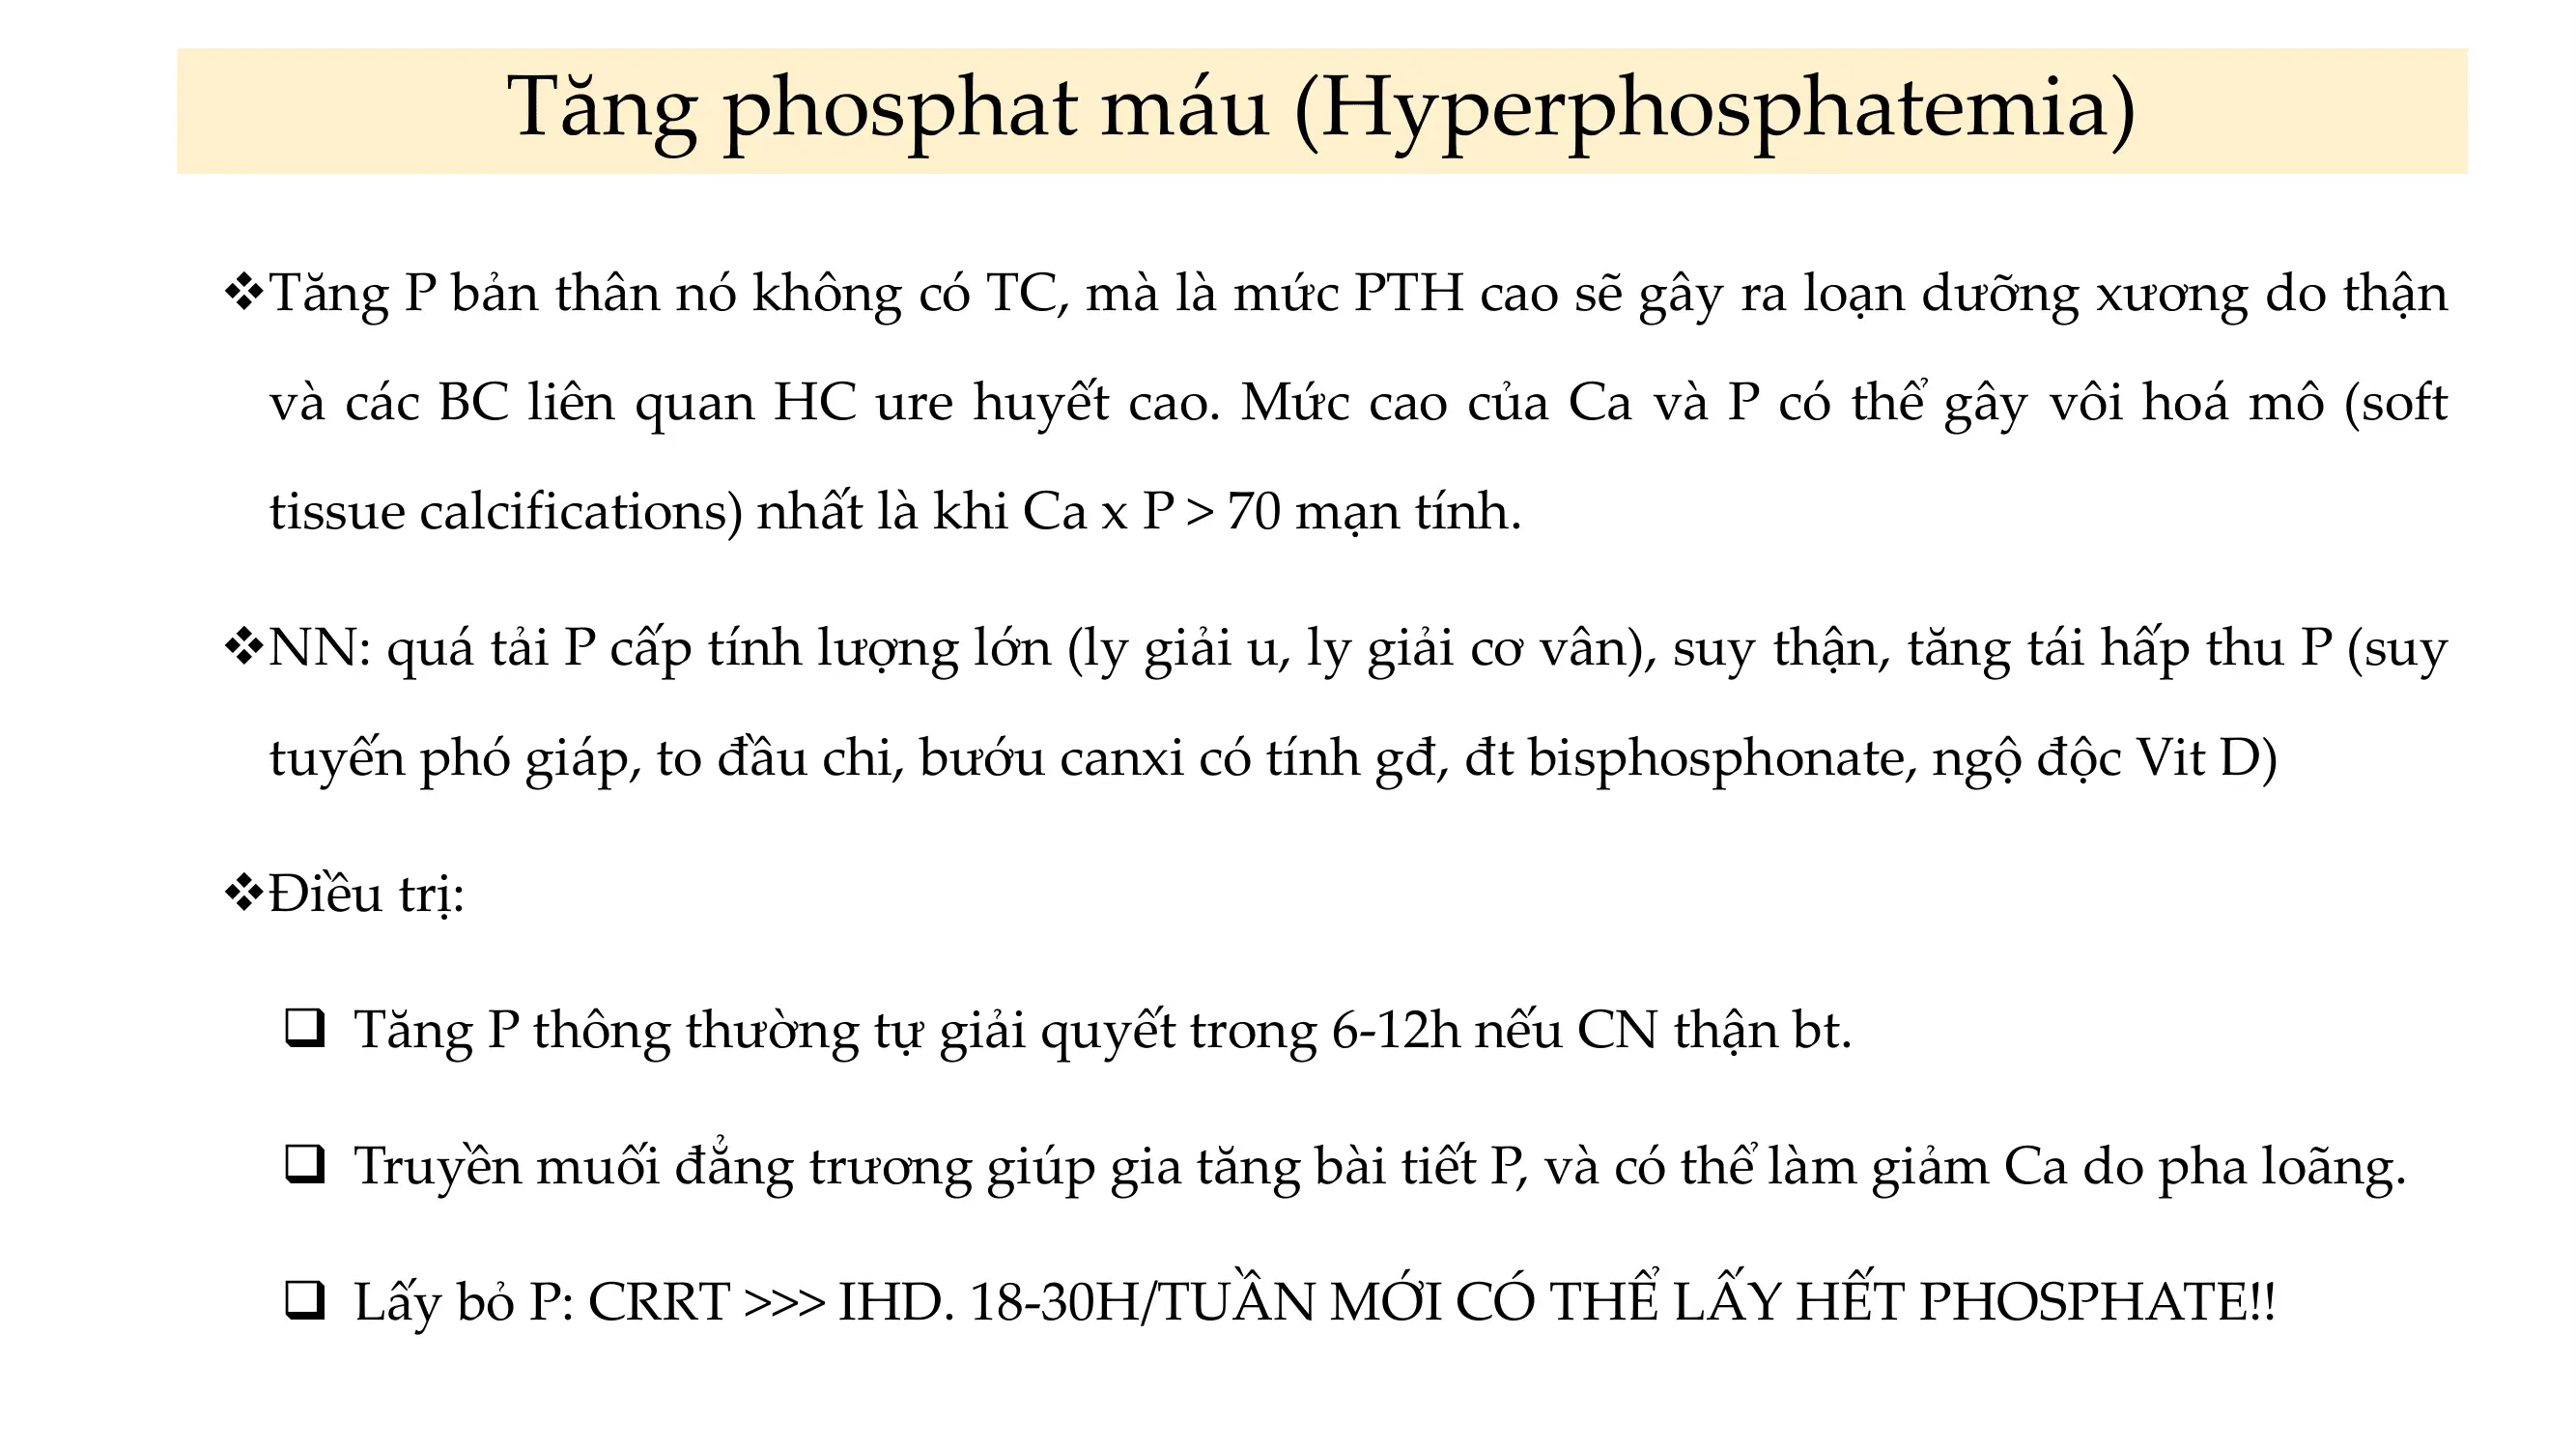 Tăng phosphat máu (Hyperphosphatemia)
❖Tăng P bản thân nó không có TC, mà là mức PTH cao sẽ gây ra loạn dưỡng xương do thận
và các BC liên quan HC ure huyết cao. Mức cao của Ca và P có thể gây vôi hoá mô (soft
tissue calcifications) nhất là khi Ca x P > 70 mạn tính.
❖NN: quá tải P cấp tính lượng lớn (ly giải u, ly giải cơ vân), suy thận, tăng tái hấp thu P (suy
tuyến phó giáp, to đầu chi, bướu canxi có tính gđ, đt bisphosphonate, ngộ độc Vit D)
❖Điều trị:
❑ Tăng P thông thường tự giải quyết trong 6-12h nếu CN thận bt.
❑ Truyền muối đẳng trương giúp gia tăng bài tiết P, và có thể làm giảm Ca do pha loãng.
❑ Lấy bỏ P: CRRT >>> IHD. 18-30H/TUẦN MỚI CÓ THỂ LẤY HẾT PHOSPHATE!!